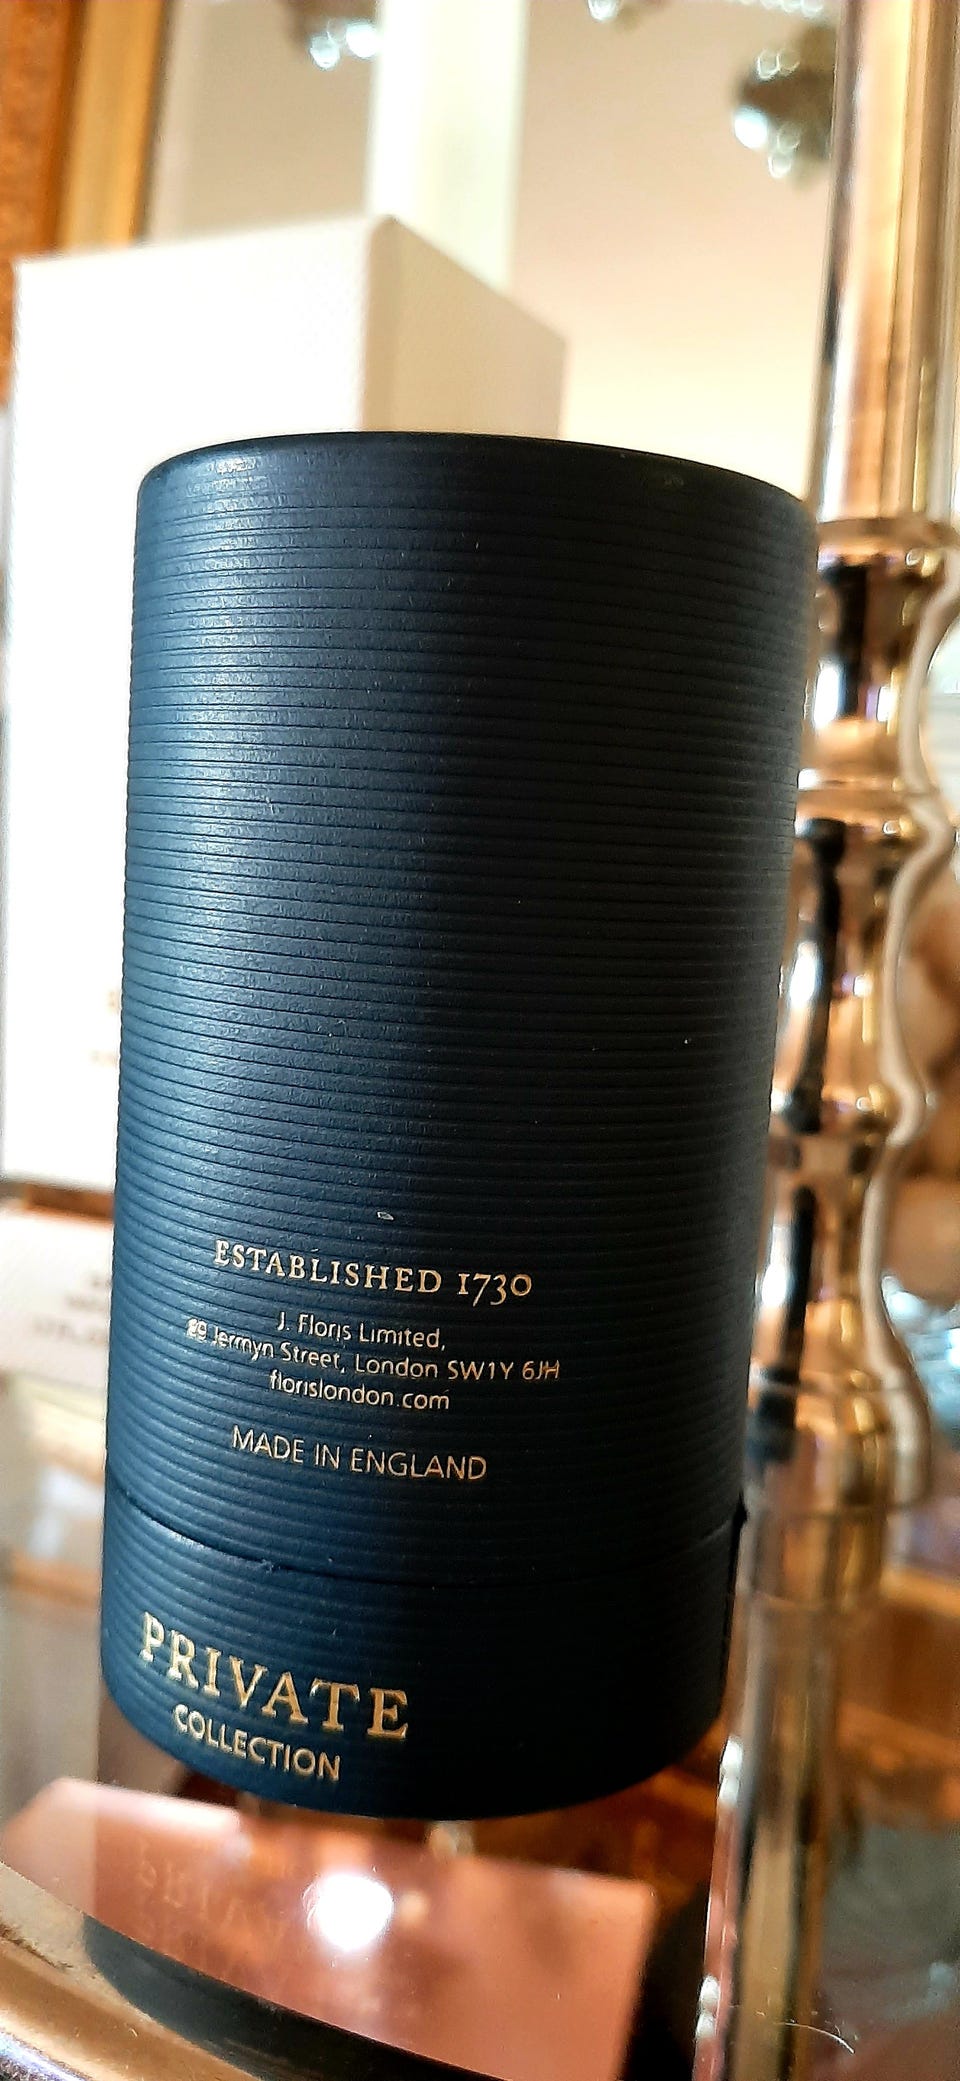 ESTABLISHED 1730
J. Floris Limited,
89 Jermyn Street, London SW1Y 6JH
florislondon.com
MADE IN ENGLAND
PRIVATE
COLLECTION